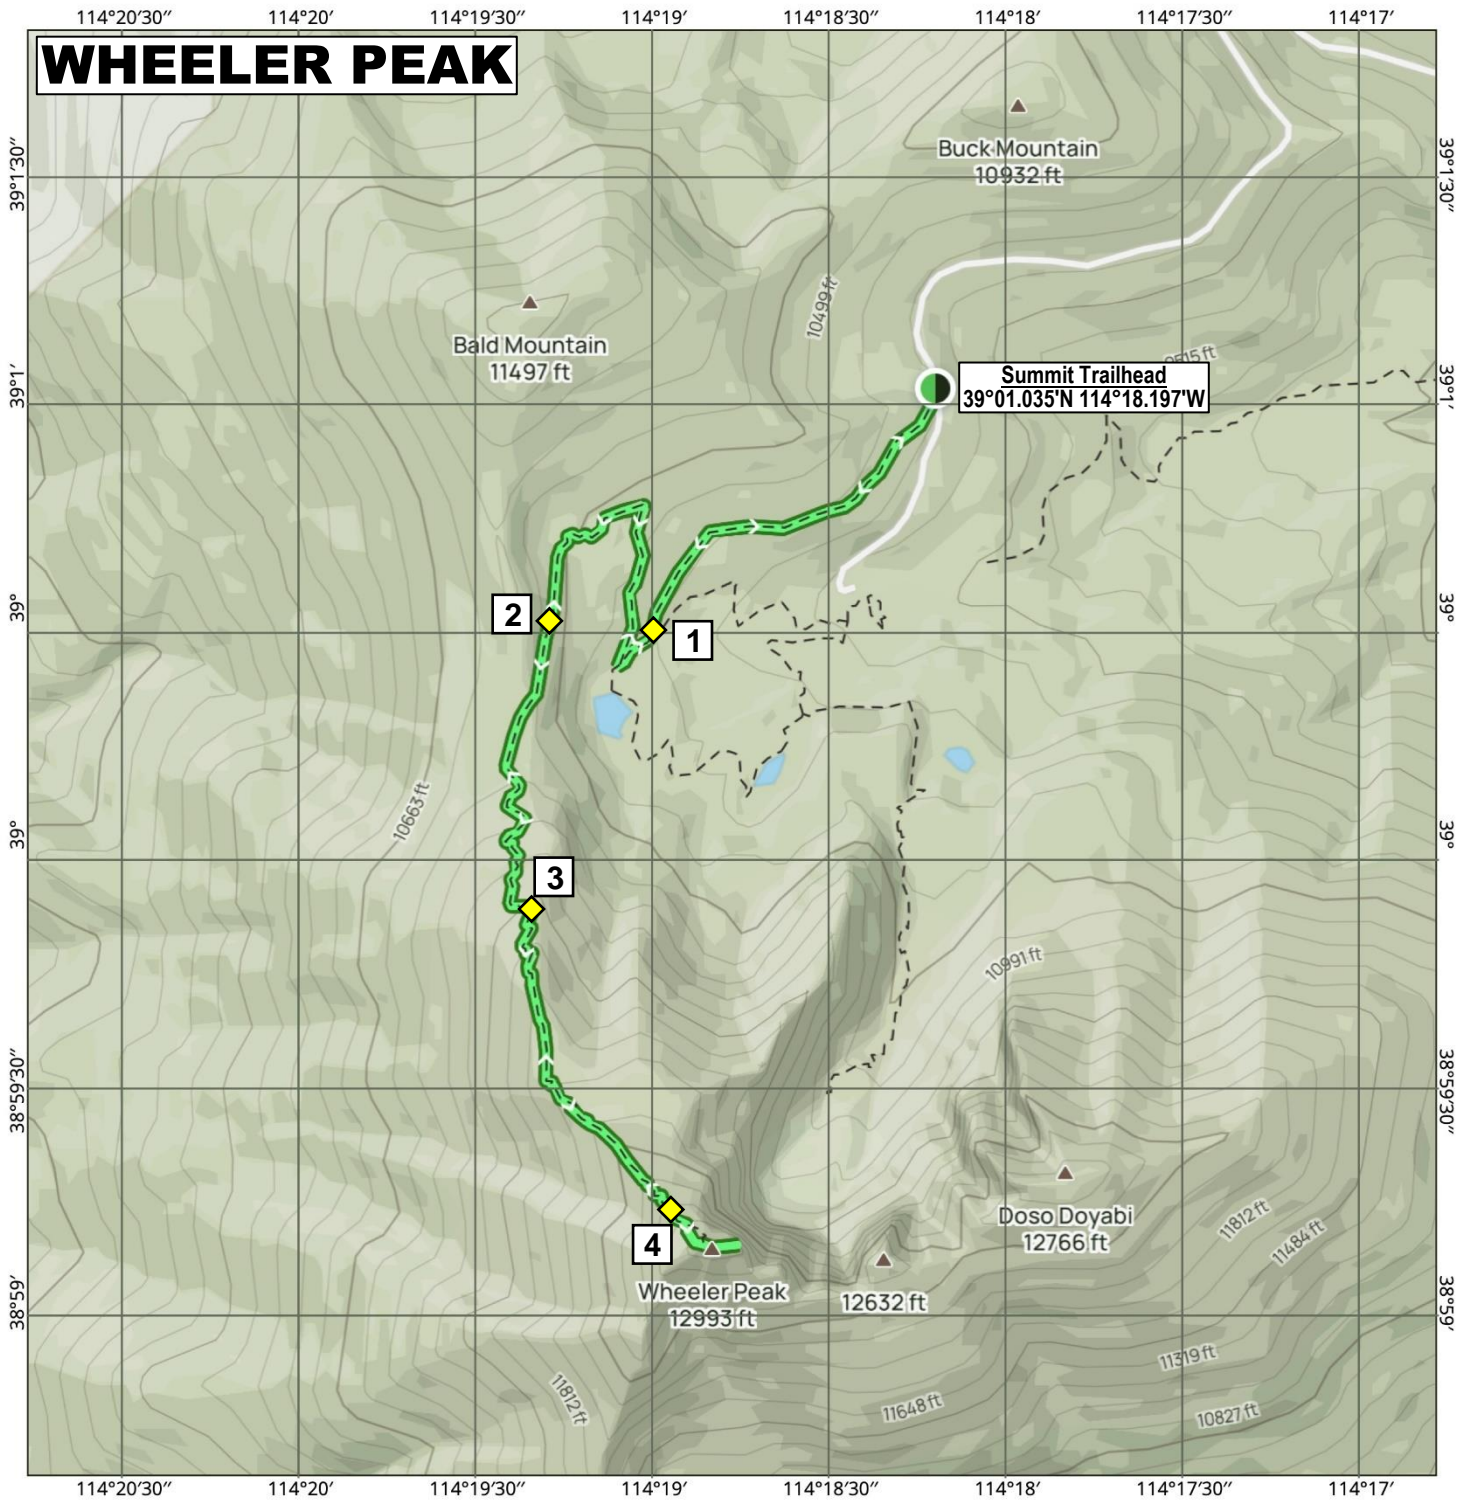 114°20'30" 114°20' 114°19'30" 114°19' 114°18'30" 114°18' 114°17'30" 114°17'
WHEELER PEAK
Buck Mountain
10932 ft
39°1'30" 39°1'30"
10499 ft
Bald Mountain
11497 ft
9515 ft
Summit Trailhead
39°01.035'N 114°18.197'W
39°1' 39°1'
2
1
39° 39°
10663 ft
39° 39°
3
10991 ft
38°59'30" 38°59'30"
Doso Doyabi
12766 ft
11812 ft
11484 ft
4
Wheeler Peak
12993 ft
12632 ft
38°59' 38°59'
11319 ft
11812 ft
11648 ft
10827 ft
114°20'30" 114°20' 114°19'30" 114°19' 114°18'30" 114°18' 114°17'30" 114°17'